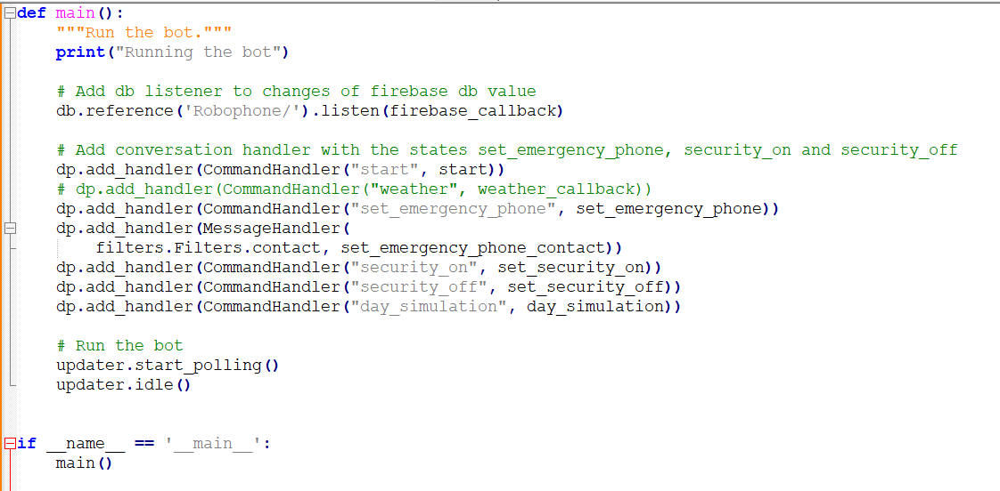 def main():
    """Run the bot."""
    print("Running the bot")

    # Add db listener to changes of firebase db value
    db.reference('Robophone/').listen(firebase_callback)

    # Add conversation handler with the states set_emergency_phone, security_on and security_off
    dp.add_handler(CommandHandler("start", start))
    # dp.add_handler(CommandHandler("weather", weather_callback))
    dp.add_handler(CommandHandler("set_emergency_phone", set_emergency_phone))
    dp.add_handler(MessageHandler(
        filters.Filters.contact, set_emergency_phone_contact))
    dp.add_handler(CommandHandler("security_on", set_security_on))
    dp.add_handler(CommandHandler("security_off", set_security_off))
    dp.add_handler(CommandHandler("day_simulation", day_simulation))

    # Run the bot
    updater.start_polling()
    updater.idle()


if __name__ == '__main__':
    main()